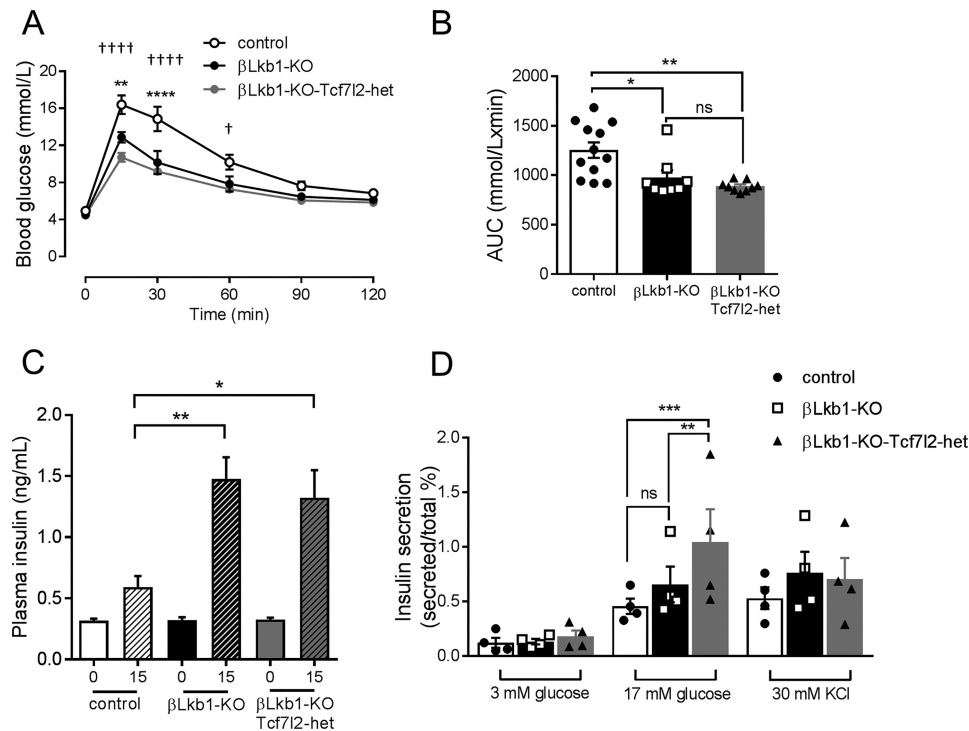 A
control
βLkb1-KO
βLkb1-KO-Tcf7l2-het
††††
††††
**
****
†
Blood glucose (mmol/L)
20
16
12
8
4
0
0 30 60 90 120
Time (min)
B
**
*
ns
AUC (mmol/Lxmin)
2000
1500
1000
500
0
control βLkb1-KO βLkb1-KO
Tcf7l2-het
C
*
**
Plasma insulin (ng/mL)
2.0
1.5
1.0
0.5
0.0
0 15 0 15 0 15
control βLkb1-KO βLkb1-KO
Tcf7l2-het
D
control
βLkb1-KO
βLkb1-KO-Tcf7l2-het
***
**
ns
Insulin secretion
(secreted/total %)
2.0
1.5
1.0
0.5
0.0
3 mM glucose 17 mM glucose 30 mM KCl